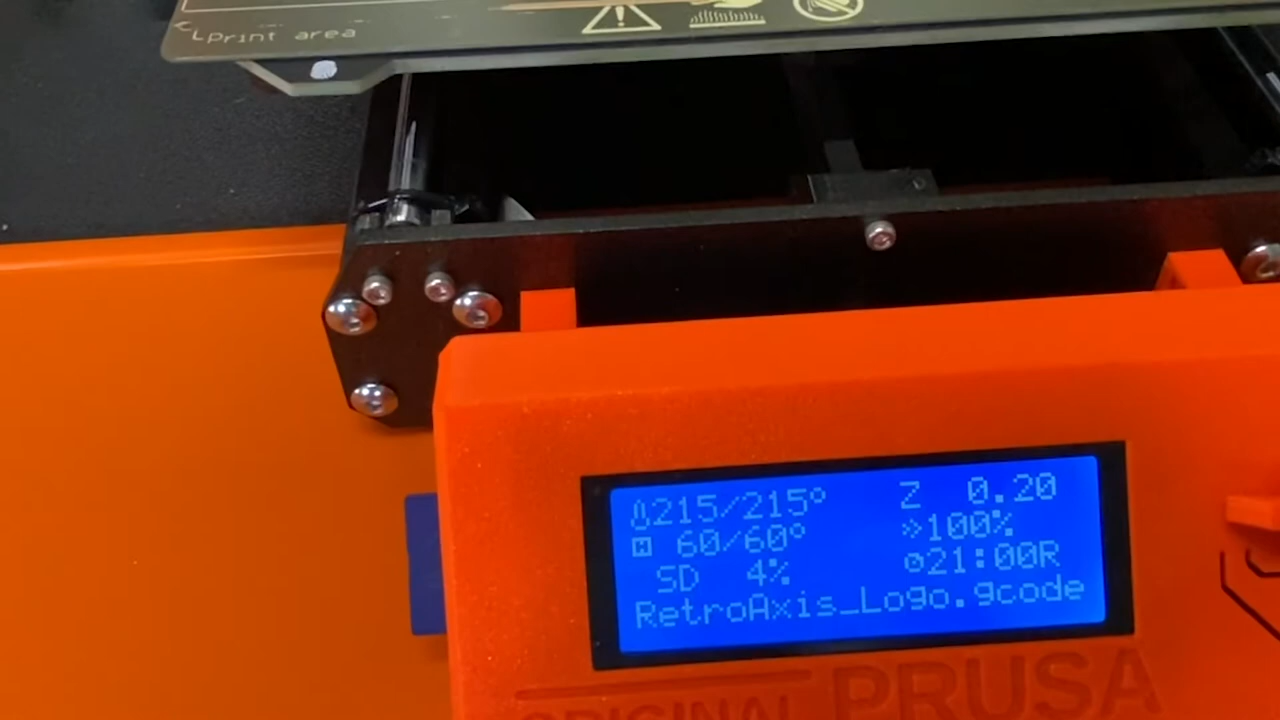 print area
215/215° Z 0.20
60/60° 100%
SD 4% 21:00R
RetroAxis_Logo.gcode
ORIGINAL PRUSA